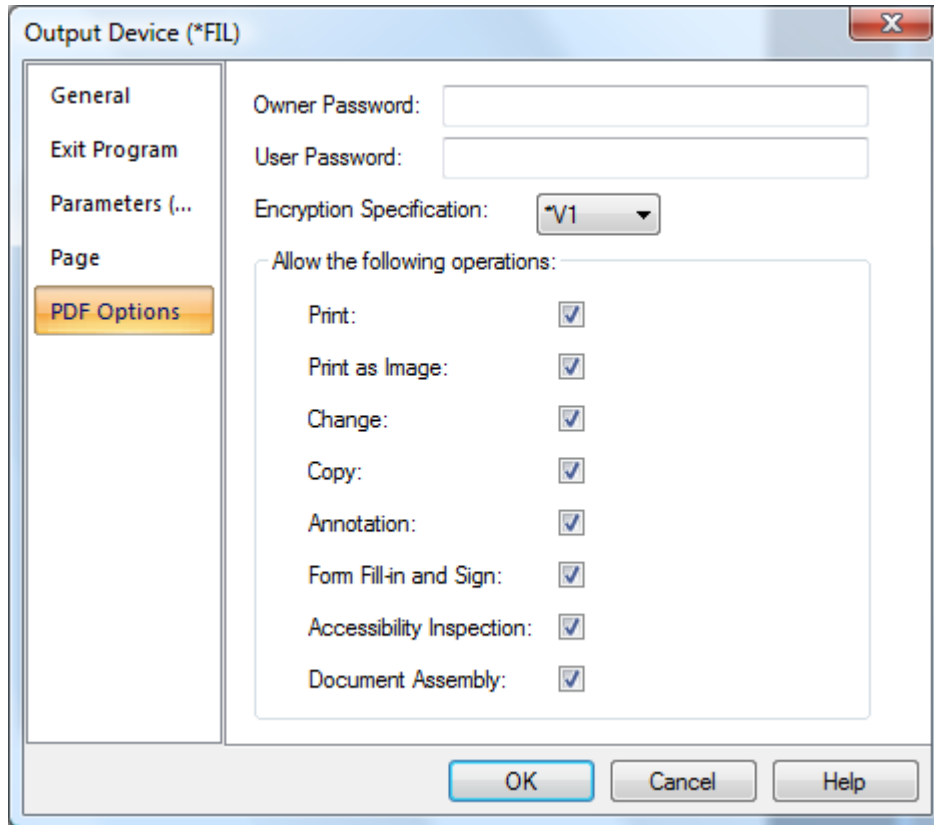 Output Device (*FIL)
General
Exit Program
Parameters (...
Page
PDF Options
Owner Password:
User Password:
Encryption Specification: *V1
Allow the following operations:
Print:
Print as Image:
Change:
Copy:
Annotation:
Form Fill-in and Sign:
Accessibility Inspection:
Document Assembly:
OK Cancel Help